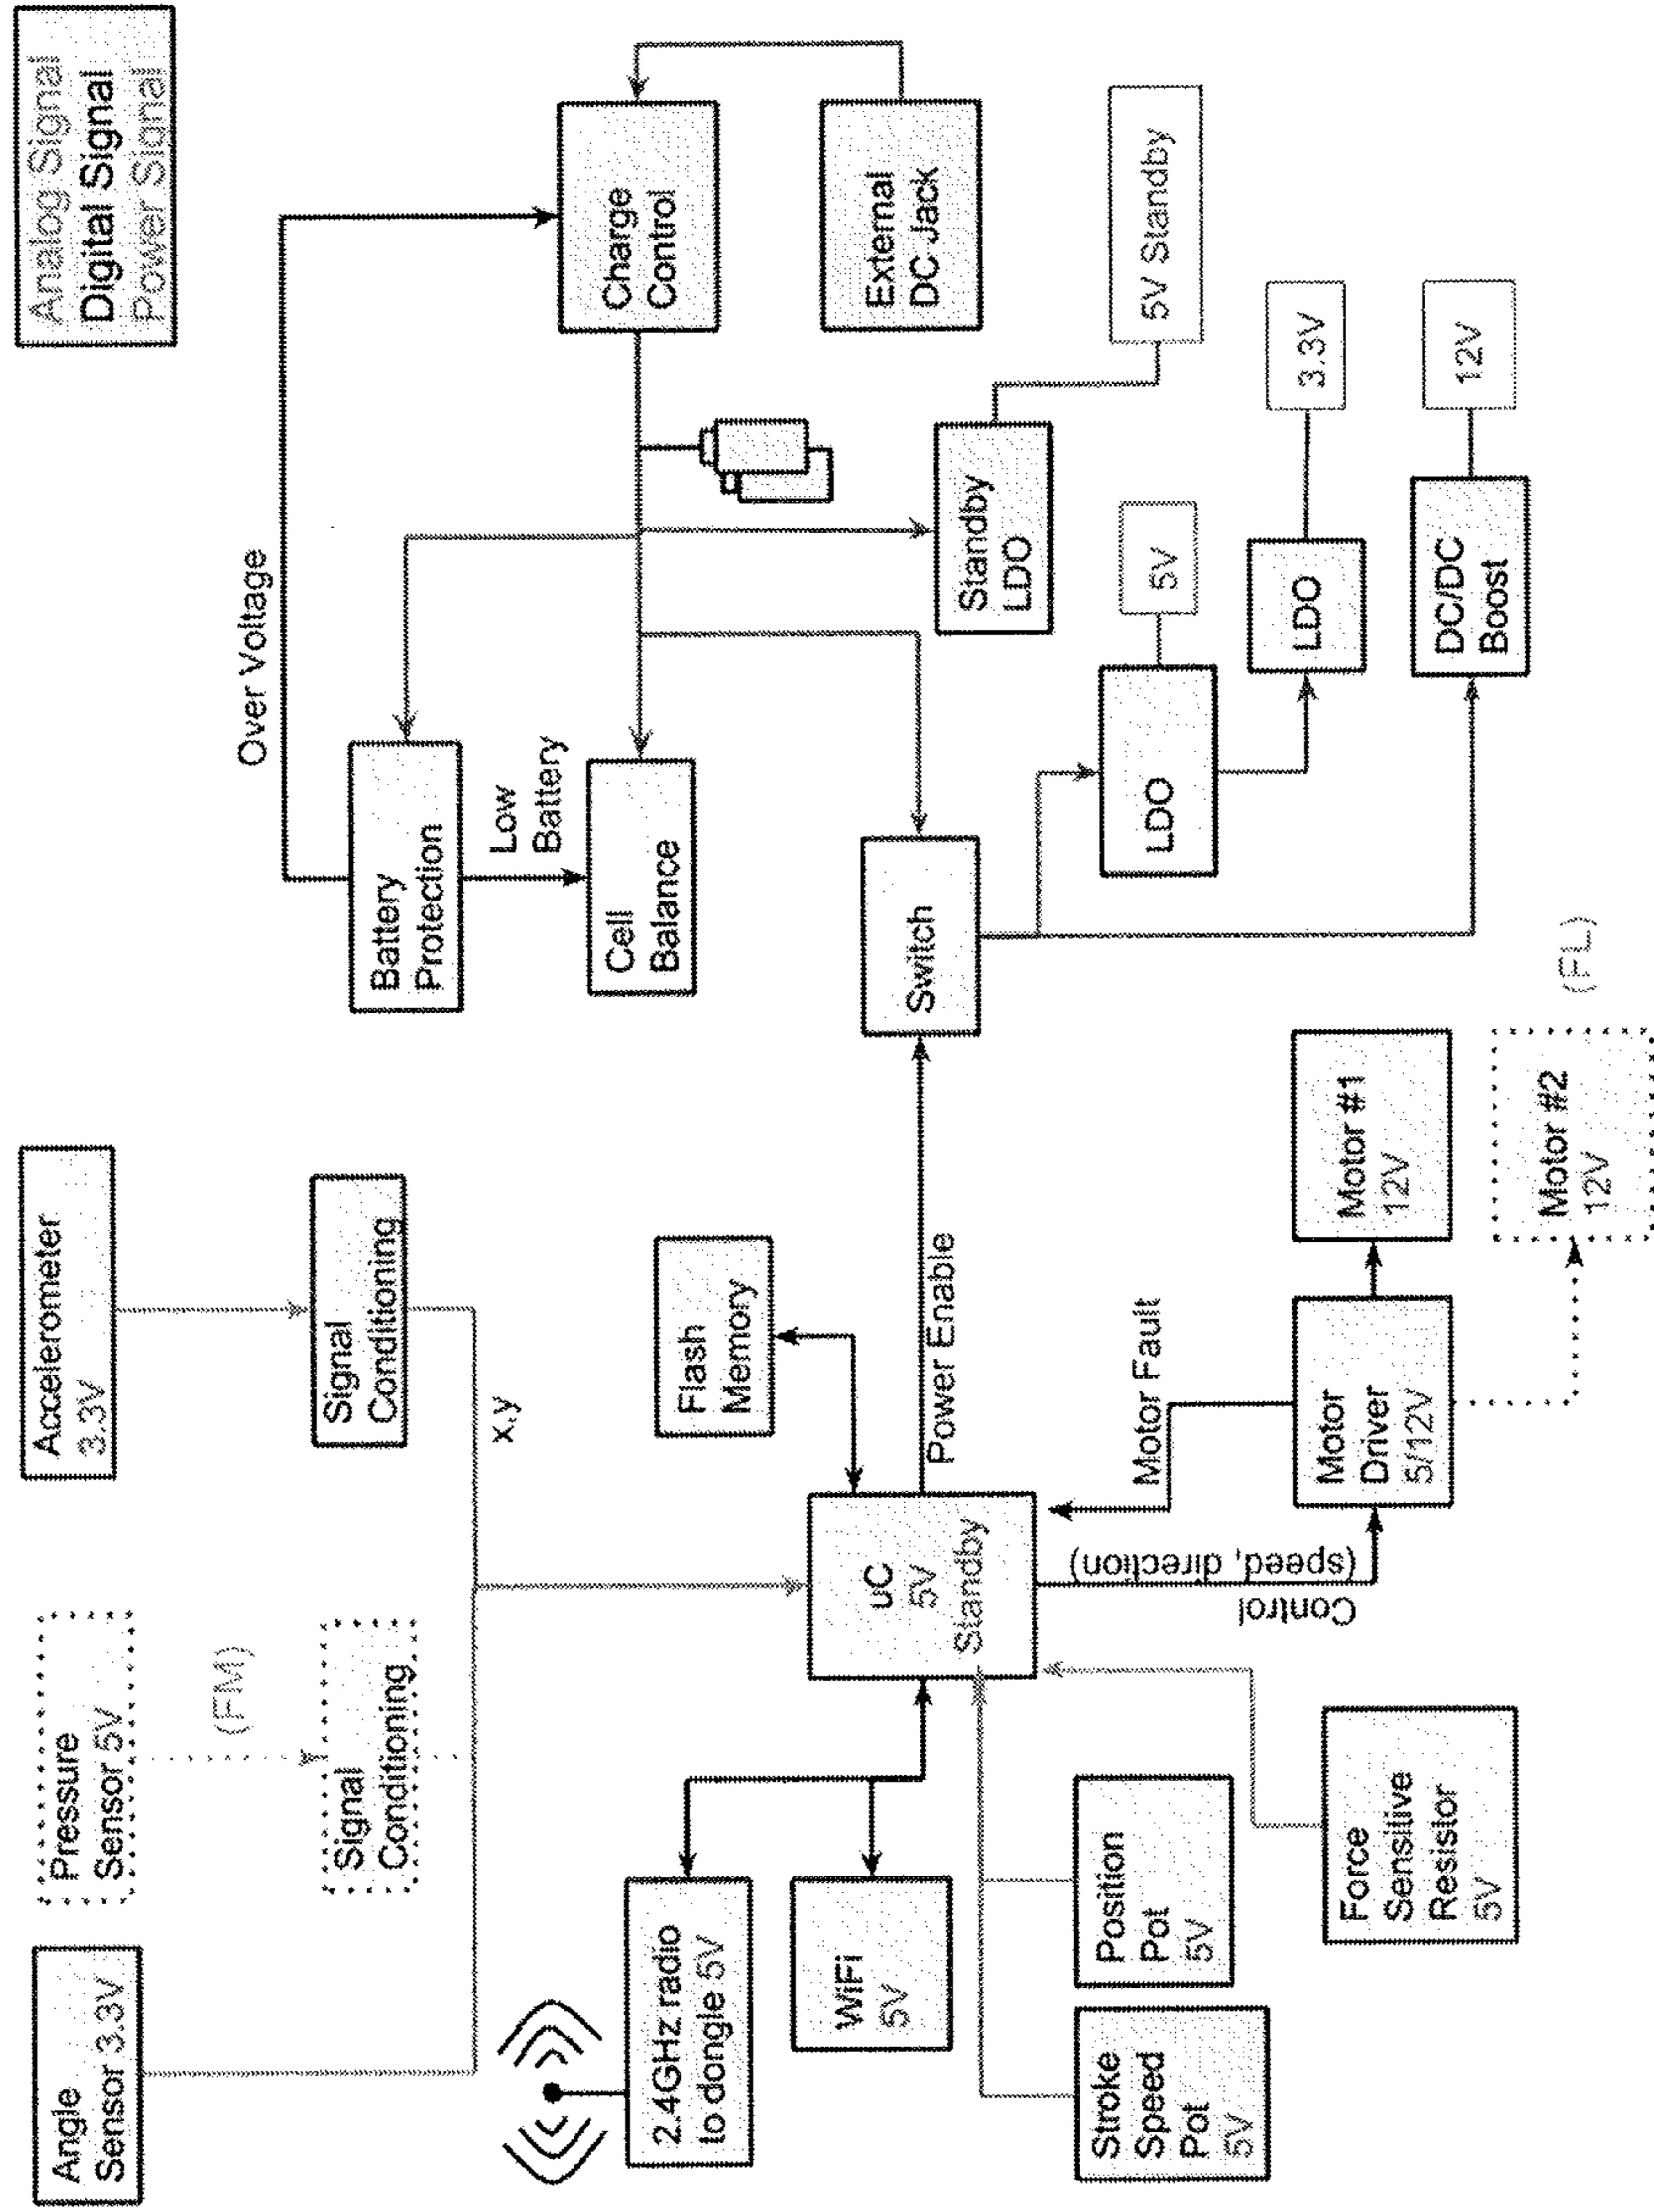 Angle
Sensor 3.3V
Pressure
Sensor 5V
(FM)
Signal
Conditioning
Accelerometer
3.3V
Signal
Conditioning
x,y
Analog Signal
Digital Signal
Power Signal
Over Voltage
Battery
Protection
Low
Battery
Cell
Balance
Charge
Control
External
DC Jack
2.4GHz radio
to dongle 5V
WiFi
5V
Flash
Memory
uC
5V
Standby
Power Enable
Switch
Standby
LDO
5V Standby
LDO
5V
LDO
3.3V
DC/DC
Boost
12V
Stroke
Speed
Pot
5V
Position
Pot
5V
Force
Sensitive
Resistor
5V
Control
(speed, direction)
Motor Fault
Motor
Driver
5/12V
Motor #1
12V
Motor #2
12V
(FL)